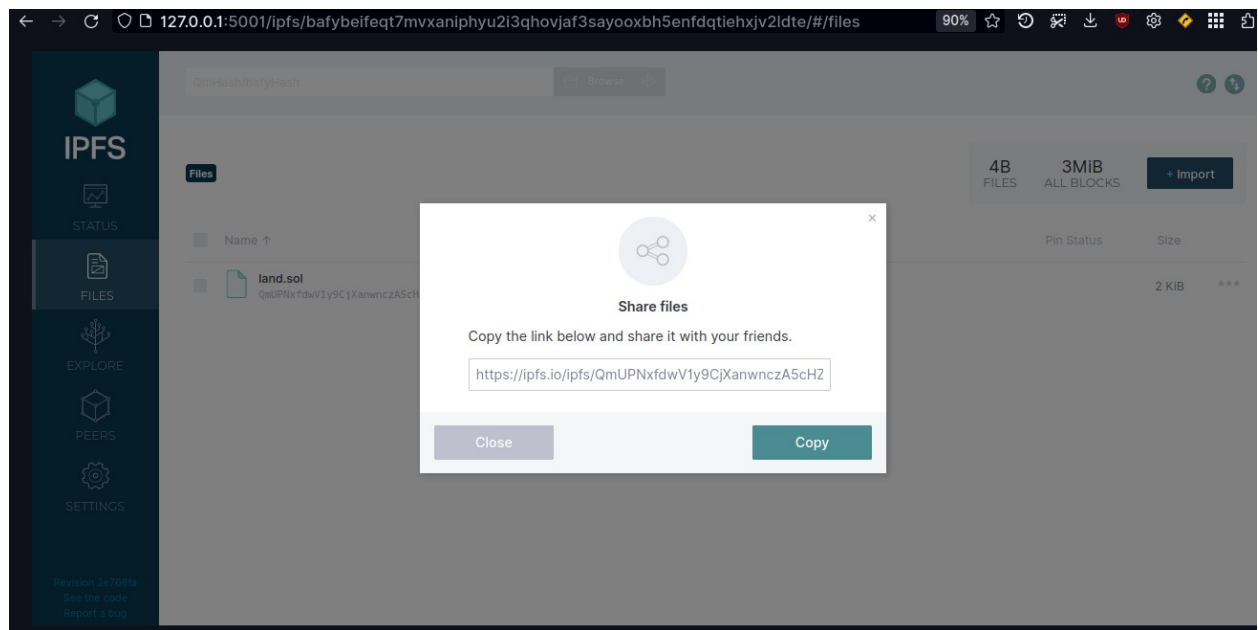 127.0.0.1:5001/ipfs/bafybeifeqt7mvxaniphyu2i3qhovjaf3sayooxbh5enfdqtiehxjv2ldte/#/files
90%
QmHash/bafyHash
Browse
IPFS
STATUS
FILES
EXPLORE
PEERS
SETTINGS
Revision 2e768fa
See the code
Report a bug
Files
4B
FILES
3MiB
ALL BLOCKS
+ Import
Name ↑
Pin Status
Size
land.sol
QmUPNxfdwV1y9CjXanwnczA5cH
2 KiB
Share files
Copy the link below and share it with your friends.
https://ipfs.io/ipfs/QmUPNxfdwV1y9CjXanwnczA5cHZ
Close
Copy